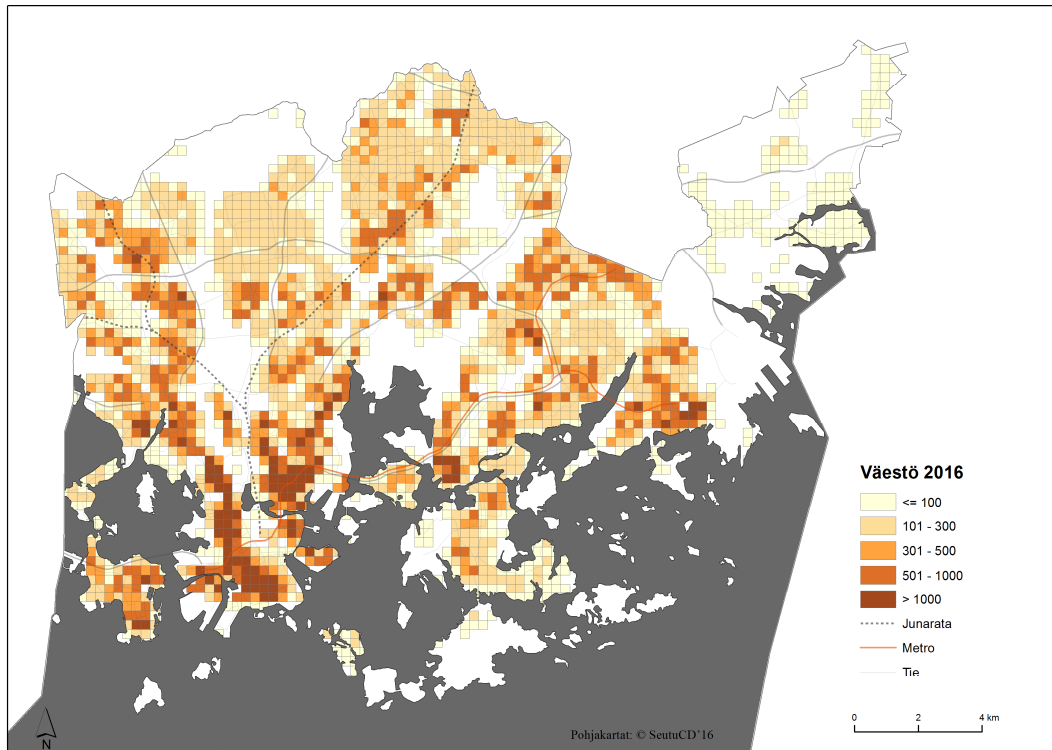 Väestö 2016
<= 100
101 - 300
301 - 500
501 - 1000
> 1000
Junarata
Metro
Tie
0 2 4 km
Pohjakartat: © SeutuCD'16
N